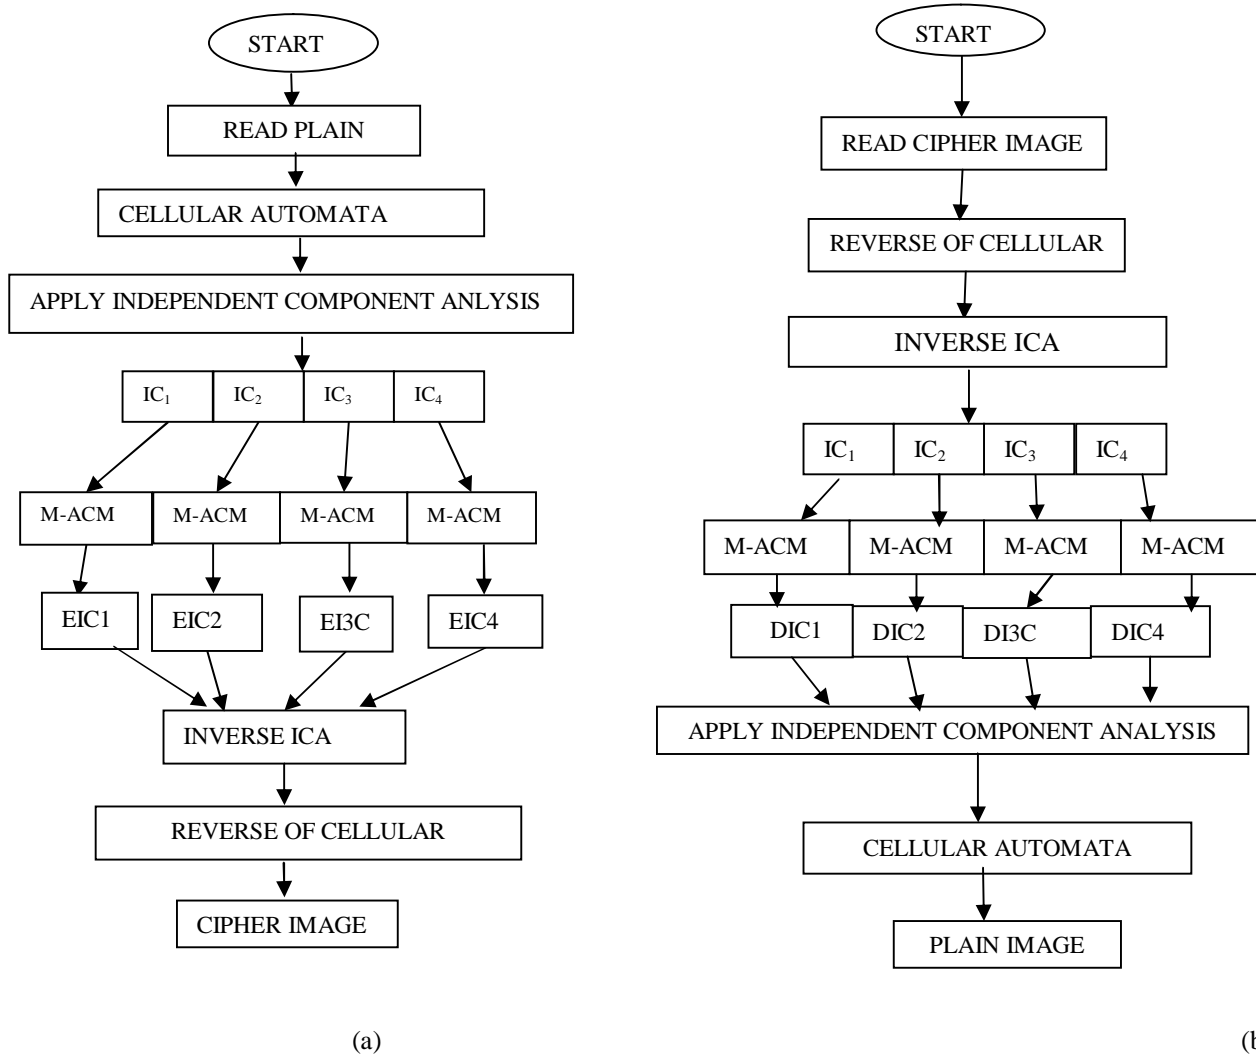 START
READ PLAIN
CELLULAR AUTOMATA
APPLY INDEPENDENT COMPONENT ANLYSIS
IC₁ IC₂ IC₃ IC₄
M-ACM M-ACM M-ACM M-ACM
EIC1 EIC2 EI3C EIC4
INVERSE ICA
REVERSE OF CELLULAR
CIPHER IMAGE
(a)
START
READ CIPHER IMAGE
REVERSE OF CELLULAR
INVERSE ICA
IC₁ IC₂ IC₃ IC₄
M-ACM M-ACM M-ACM M-ACM
DIC1 DIC2 DI3C DIC4
APPLY INDEPENDENT COMPONENT ANALYSIS
CELLULAR AUTOMATA
PLAIN IMAGE
(b